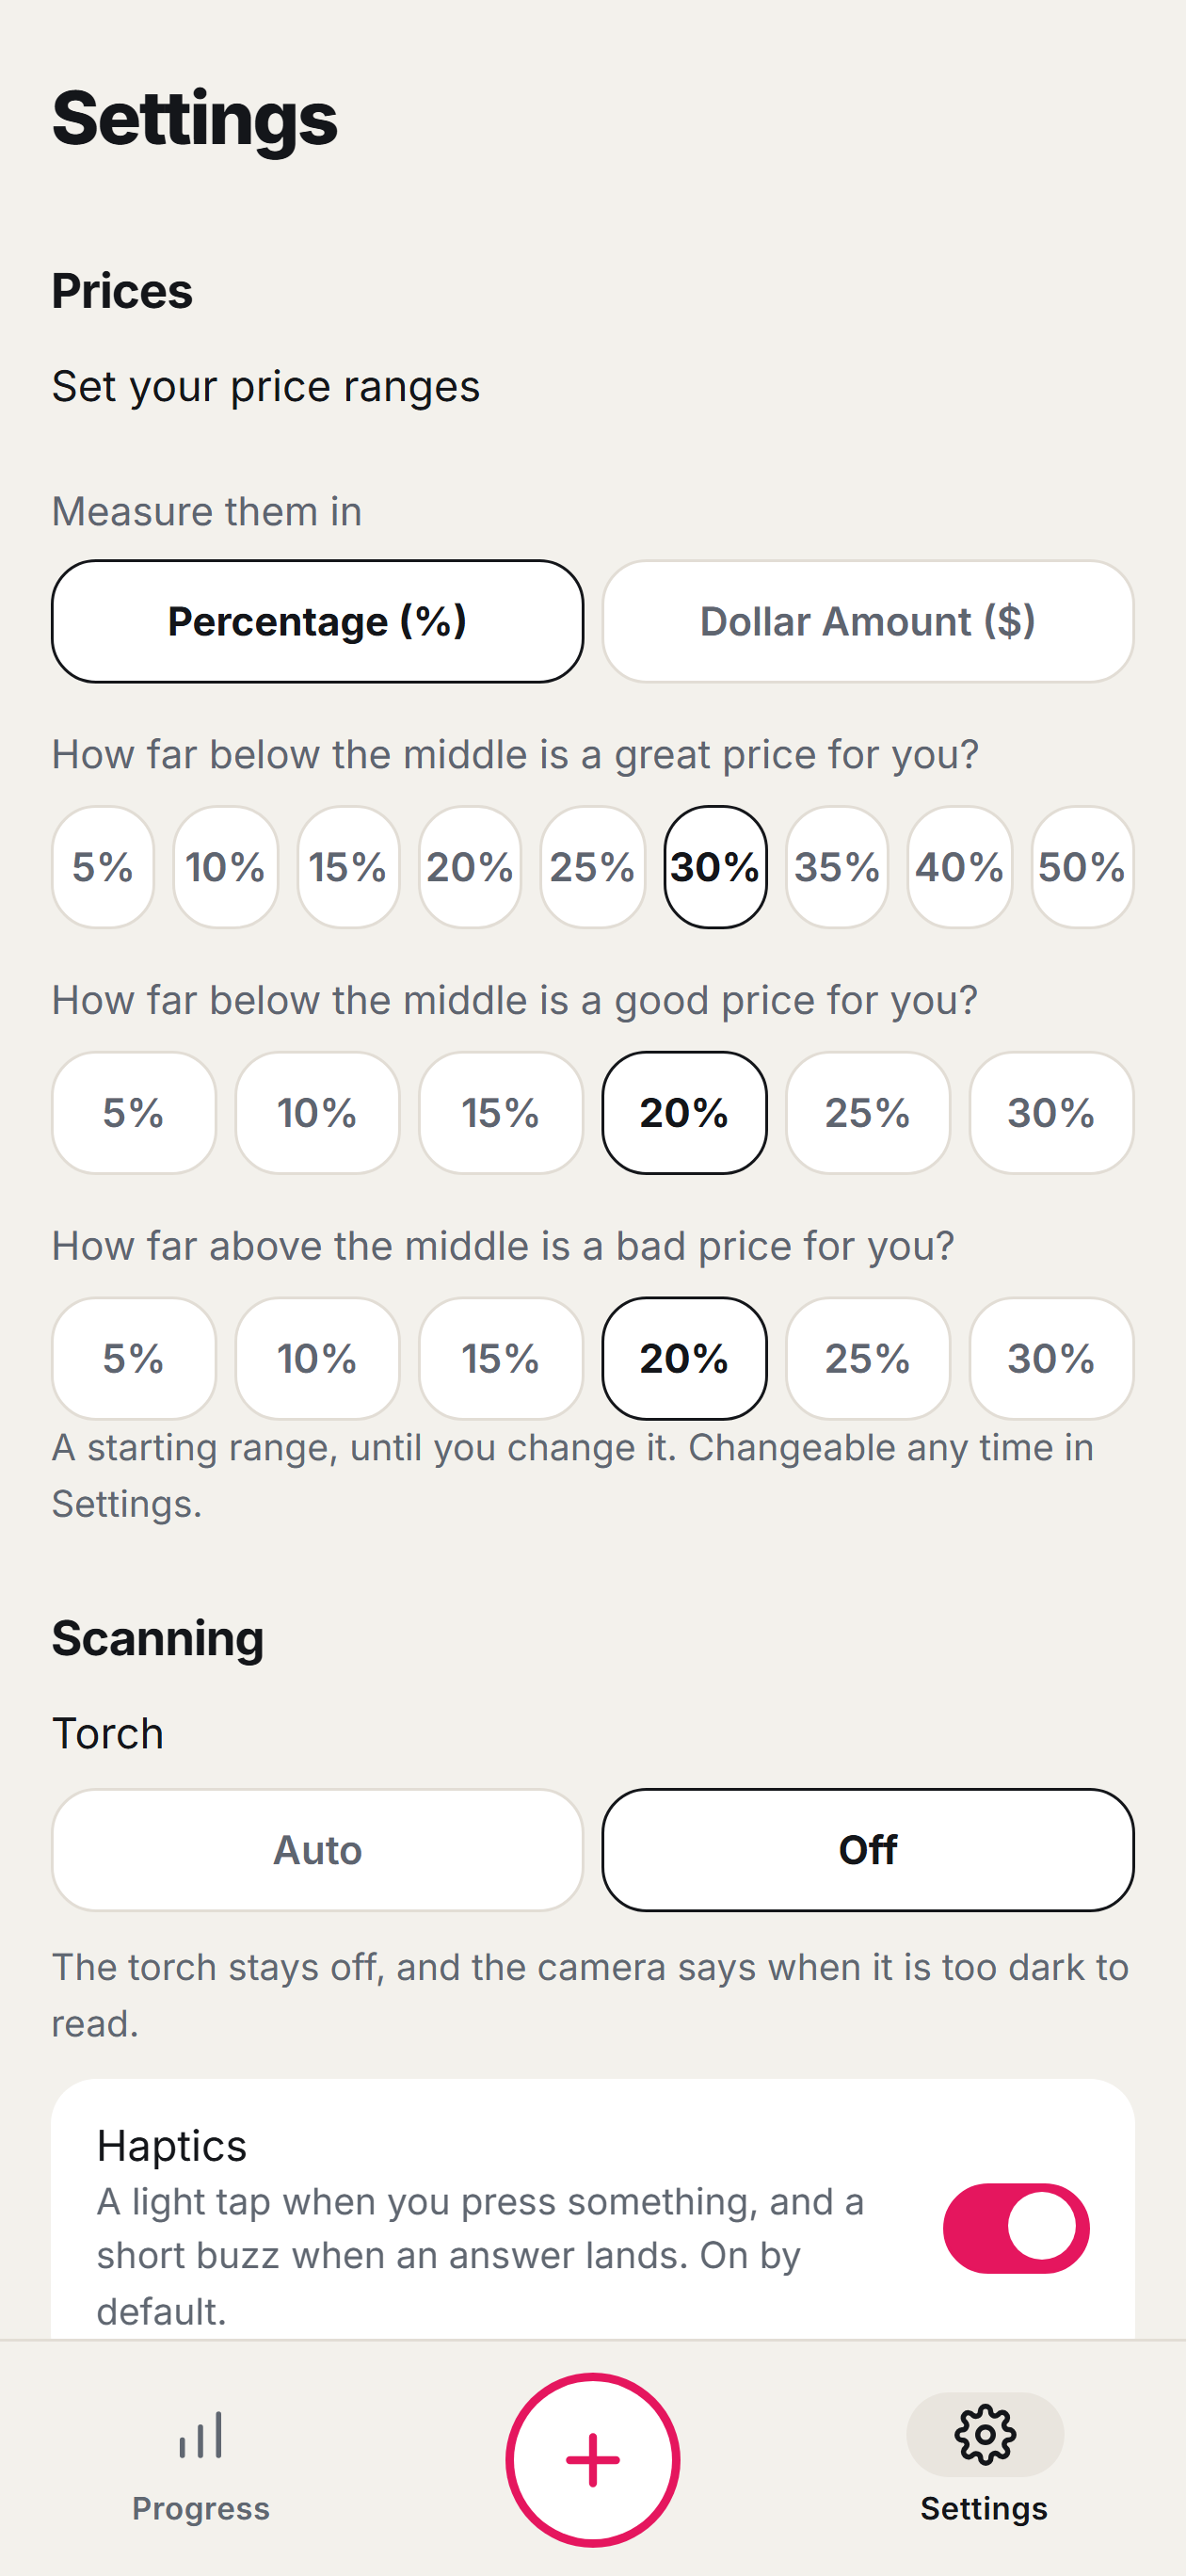 Settings
Prices
Set your price ranges
Measure them in
Percentage (%) Dollar Amount ($)
How far below the middle is a great price for you?
5% 10% 15% 20% 25% 30% 35% 40% 50%
How far below the middle is a good price for you?
5% 10% 15% 20% 25% 30%
How far above the middle is a bad price for you?
5% 10% 15% 20% 25% 30%
A starting range, until you change it. Changeable any time in
Settings.
Scanning
Torch
Auto Off
The torch stays off, and the camera says when it is too dark to
read.
Haptics
A light tap when you press something, and a
short buzz when an answer lands. On by
default.
Progress Settings